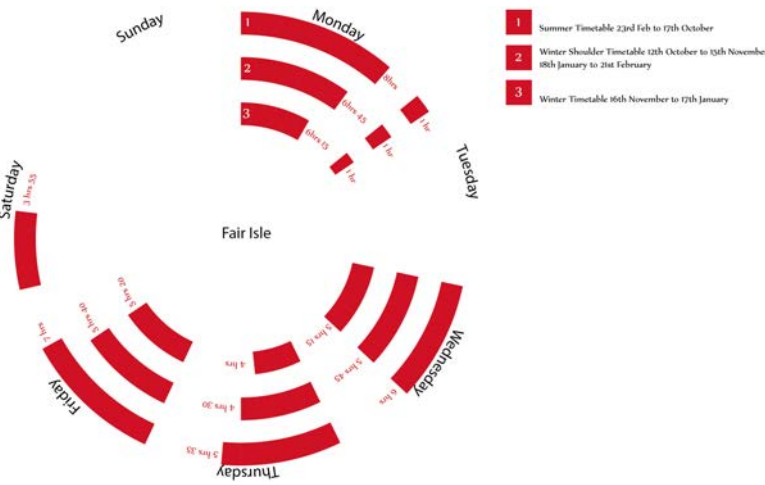 Sunday
Monday
Tuesday
Wednesday
Thursday
Friday
Saturday
Fair Isle
1
2
3
8hrs
6hrs 45
6hrs 15
1 hr
1 hr
1 hr
6 hrs
5 hrs 45
5 hrs 15
5 hrs 35
4 hrs 30
4 hrs
7 hrs
5 hrs 40
5 hrs 20
3 hrs 55
1 Summer Timetable 23rd Feb to 17th October
2 Winter Shoulder Timetable 12th October to 15th Novembe
18th January to 21st February
3 Winter Timetable 16th November to 17th January